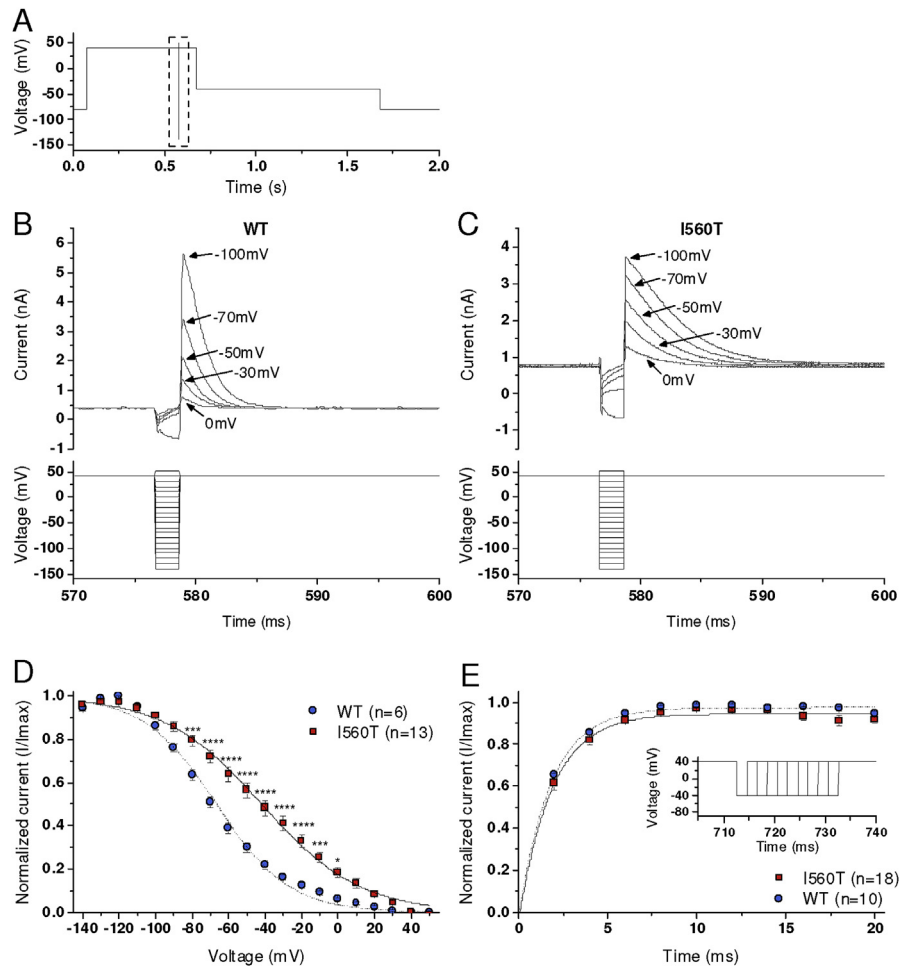 A
Voltage (mV)
50
0
-50
-100
-150
0.0 0.5 1.0 1.5 2.0
Time (s)
B
WT
Current (nA)
6
5
4
3
2
1
0
-1
-100mV
-70mV
-50mV
-30mV
0mV
Voltage (mV)
50
0
-50
-100
-150
570 580 590 600
Time (ms)
C
I560T
Current (nA)
4
3
2
1
0
1
-100mV
-70mV
-50mV
-30mV
0mV
Voltage (mV)
50
0
-50
-100
-150
570 580 590 600
Time (ms)
D
Normalized current (I/Imax)
1.0
0.8
0.6
0.4
0.2
0.0
WT (n=6)
I560T (n=13)
***
****
****
****
****
****
****
***
*
-140 -120 -100 -80 -60 -40 -20 0 20 40
Voltage (mV)
E
Normalized current (I/Imax)
1.0
0.8
0.6
0.4
0.2
0.0
Voltage (mV)
40
0
-40
-80
710 720 730 740
Time (ms)
I560T (n=18)
WT (n=10)
0 5 10 15 20
Time (ms)